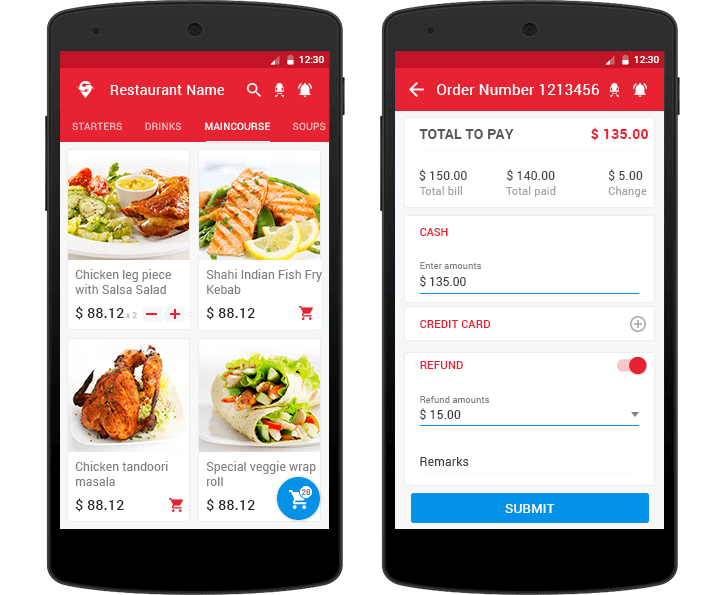 12:30
Restaurant Name
STARTERS DRINKS MAINCOURSE SOUPS
Chicken leg piece
with Salsa Salad
$ 88.12 x 2
Shahi Indian Fish Fry
Kebab
$ 88.12
Chicken tandoori
masala
$ 88.12
Special veggie wrap
roll
$ 88.12
28
12:30
Order Number 1213456
TOTAL TO PAY $ 135.00
$ 150.00 $ 140.00 $ 5.00
Total bill Total paid Change
CASH
Enter amounts
$ 135.00
CREDIT CARD
REFUND
Refund amounts
$ 15.00
Remarks
SUBMIT